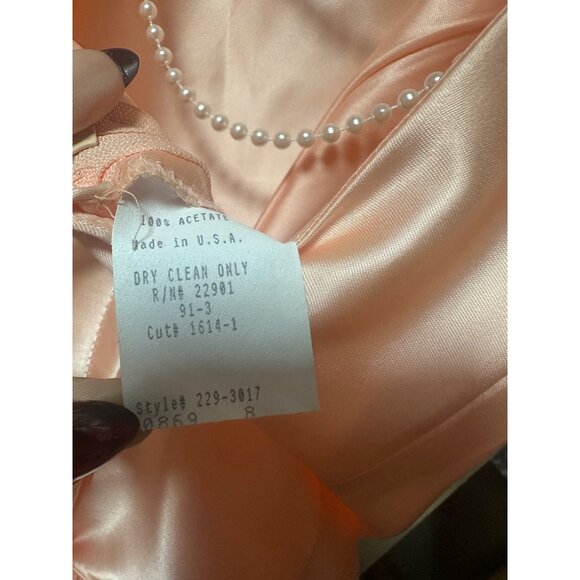 100% ACETATE
Made in U.S.A.
DRY CLEAN ONLY
R/N# 22901
91-3
Cut# 1614-1
Style# 229-3017
0869 8